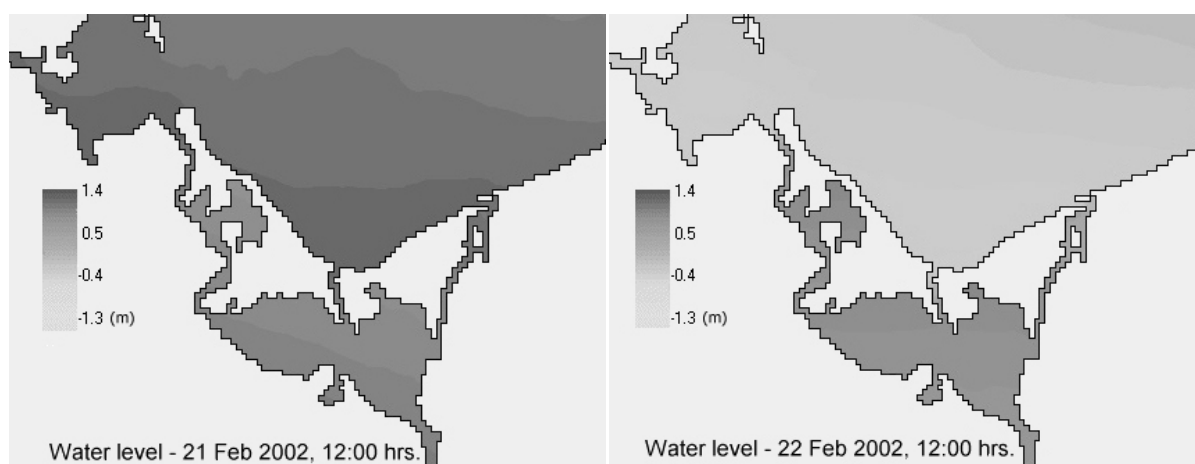 1.4
0.5
-0.4
-1.3 (m)
Water level - 21 Feb 2002, 12:00 hrs.
1.4
0.5
-0.4
-1.3 (m)
Water level - 22 Feb 2002, 12:00 hrs.